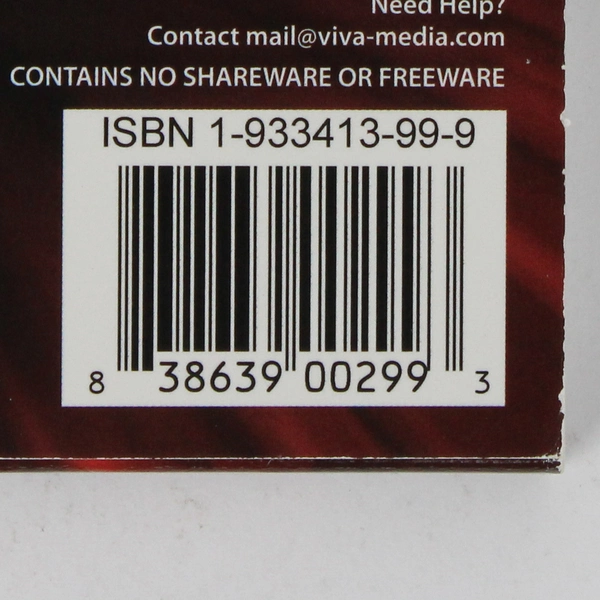 Need Help?
Contact mail@viva-media.com
CONTAINS NO SHAREWARE OR FREEWARE
ISBN 1-933413-99-9
8 38639 00299 3